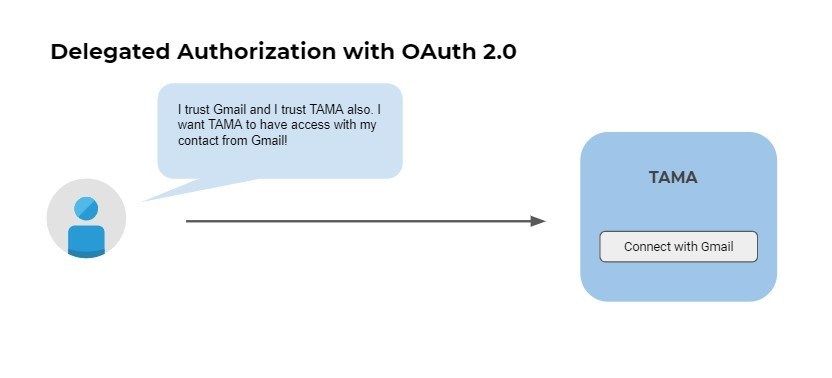 Delegated Authorization with OAuth 2.0
I trust Gmail and I trust TAMA also. I
want TAMA to have access with my
contact from Gmail!
TAMA
Connect with Gmail